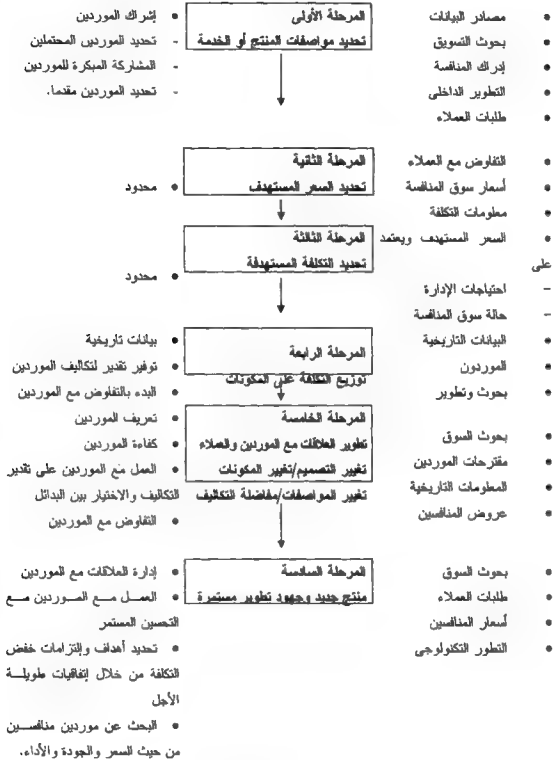 • مصادر البيانات
• بحوث التسويق
• إدراك المنافسة
• التطوير الداخلى
• طلبات العملاء
المرحلة الأولى
تحديد مواصفات المنتج أو الخدمة
• إشراك الموردين
- تحديد الموردين المحتملين
- المشاركة المبكرة للموردين
- تحديد الموردين مقدما.
• التفاوض مع العملاء
• أسعار سوق المنافسة
• معلومات التكلفة
المرحلة الثانية
تحديد السعر المستهدف
• محدود
• السعر المستهدف ويعتمد
على
– احتياجات الإدارة
– حالة سوق المنافسة
المرحلة الثالثة
تحديد التكلفة المستهدفة
• محدود
• البيانات التاريخية
• الموردون
• بحوث وتطوير
المرحلة الرابعة
توزيع التكلفة على المكونات
• بيانات تاريخية
• توفير تقدير لتكاليف الموردين
• البدء بالتفاوض مع الموردين
• بحوث السوق
• مقترحات الموردين
• المعلومات التاريخية
• عروض المنافسين
المرحلة الخامسة
تطوير العلاقات مع الموردين والعملاء
تغيير التصميم/تغيير المكونات
تغيير المواصفات/مفاضلة التكاليف
• تعريف الموردين
• كفاءة الموردين
• العمل مع الموردين على تقدير
التكاليف والاختيار بين البدائل
• التفاوض مع الموردين
• بحوث السوق
• طلبات العملاء
• أسعار المنافسين
• التطور التكنولوجى
المرحلة السادسة
منتج جديد وجهود تطوير مستمرة
• إدارة العلاقات مع الموردين
• العمــل مــع المــوردين مــع
التحسين المستمر
• تحديد أهداف وإلتزامات خفض
التكلفة من خلال إتفاقيات طويلــة
الأجل
• البحث عن موردين منافســين
من حيث السعر والجودة والأداء.